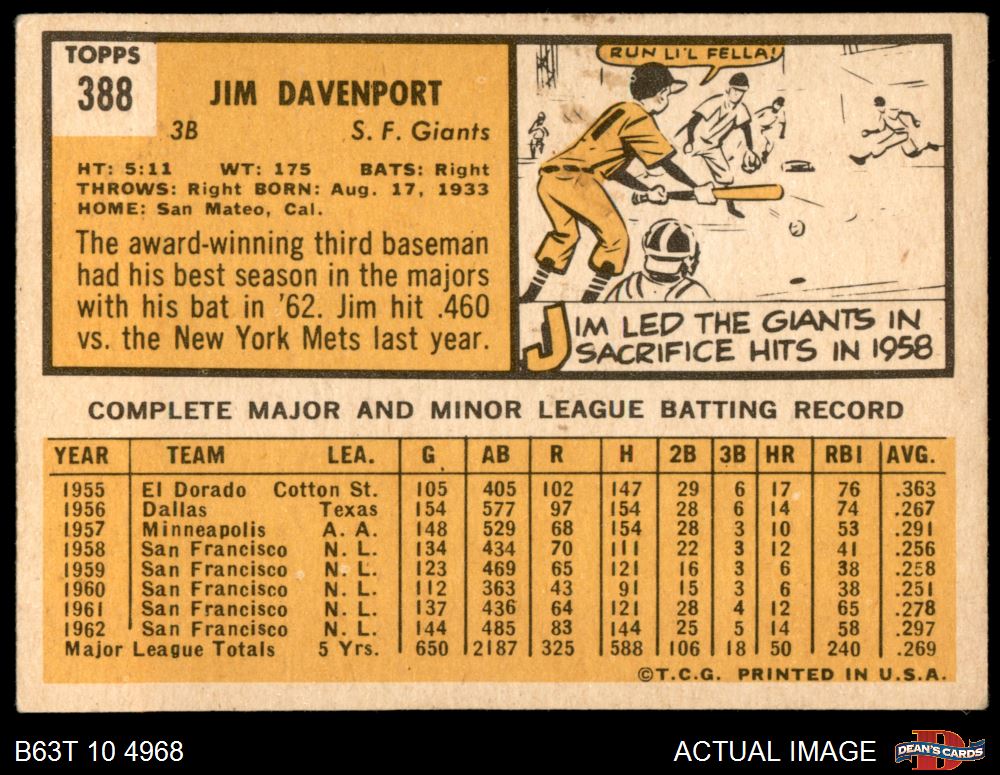 TOPPS
388
JIM DAVENPORT
3B S. F. Giants
HT: 5:11 WT: 175 BATS: Right
THROWS: Right BORN: Aug. 17, 1933
HOME: San Mateo, Cal.
The award-winning third baseman
had his best season in the majors
with his bat in '62. Jim hit .460
vs. the New York Mets last year.
RUN LI'L FELLA!
JIM LED THE GIANTS IN
SACRIFICE HITS IN 1958
COMPLETE MAJOR AND MINOR LEAGUE BATTING RECORD
YEAR TEAM LEA. G AB R H 2B 3B HR RBI AVG.
1955 El Dorado Cotton St. 105 405 102 147 29 6 17 76 .363
1956 Dallas Texas 154 577 97 154 28 6 14 74 .267
1957 Minneapolis A. A. 148 529 68 154 28 3 10 53 .291
1958 San Francisco N. L. 134 434 70 111 22 3 12 41 .256
1959 San Francisco N. L. 123 469 65 121 16 3 6 38 .258
1960 San Francisco N. L. 112 363 43 91 15 3 6 38 .251
1961 San Francisco N. L. 137 436 64 121 28 4 12 65 .278
1962 San Francisco N. L. 144 485 83 144 25 5 14 58 .297
Major League Totals 5 Yrs. 650 2187 325 588 106 18 50 240 .269
©T.C.G. PRINTED IN U.S.A.
B63T 10 4968 ACTUAL IMAGE DEAN'S CARDS